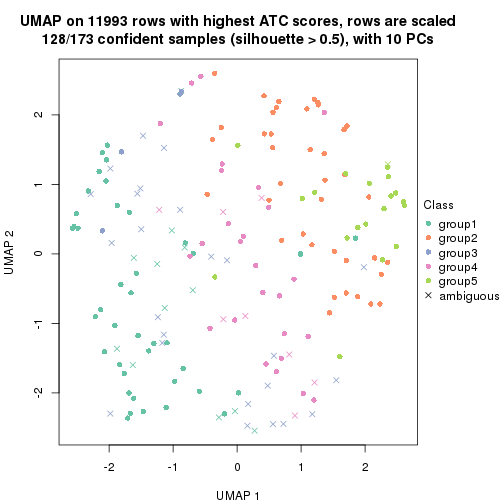 UMAP on 11993 rows with highest ATC scores, rows are scaled
128/173 confident samples (silhouette > 0.5), with 10 PCs
2
1
0
-1
-2
UMAP 2
-2
-1
0
1
2
UMAP 1
Class
group1
group2
group3
group4
group5
ambiguous